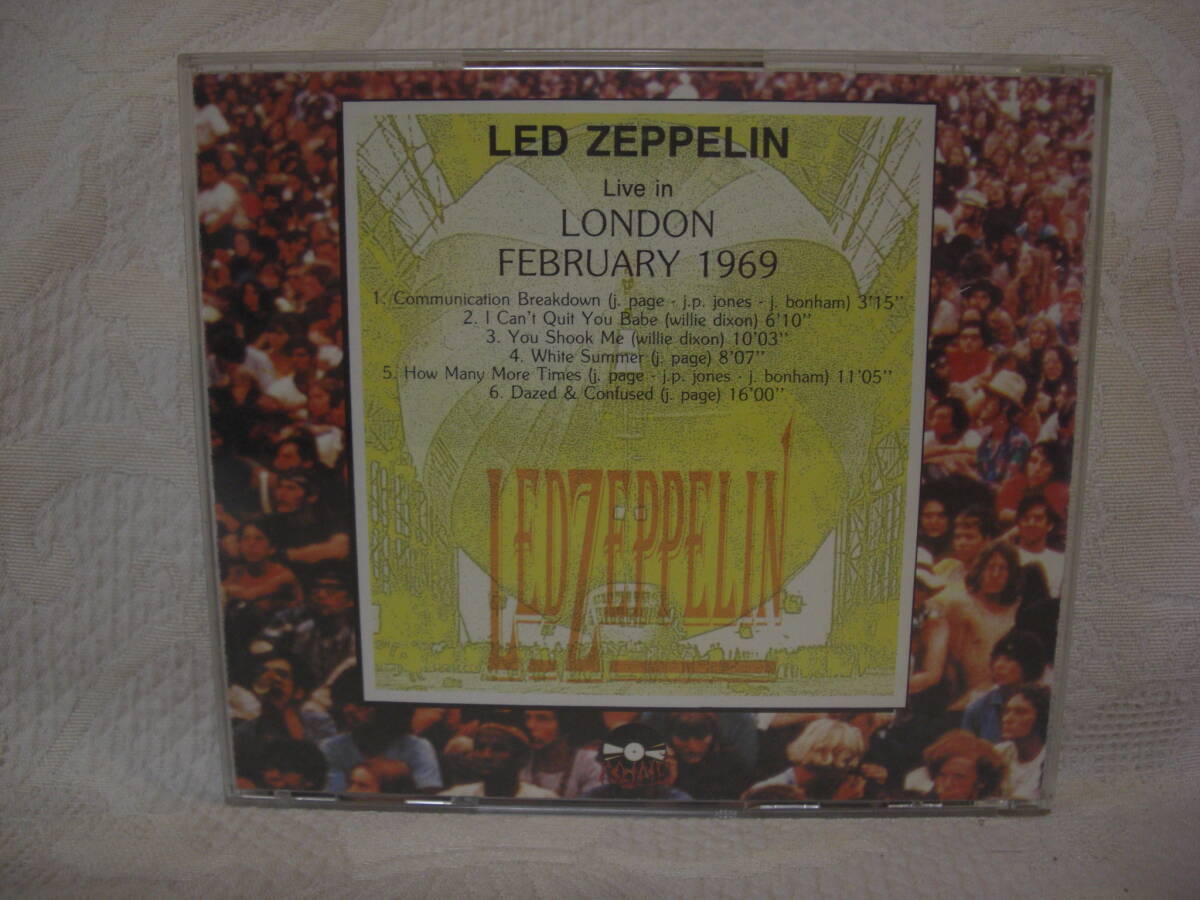 LED ZEPPELIN
Live in
LONDON
FEBRUARY 1969
1. Communication Breakdown (j. page - j.p. jones - j. bonham) 3'15''
2. I Can't Quit You Babe (willie dixon) 6'10''
3. You Shook Me (willie dixon) 10'03''
4. White Summer (j. page) 8'07''
5. How Many More Times (j. page - j.p. jones - j. bonham) 11'05''
6. Dazed & Confused (j. page) 16'00''
LED ZEPPELIN